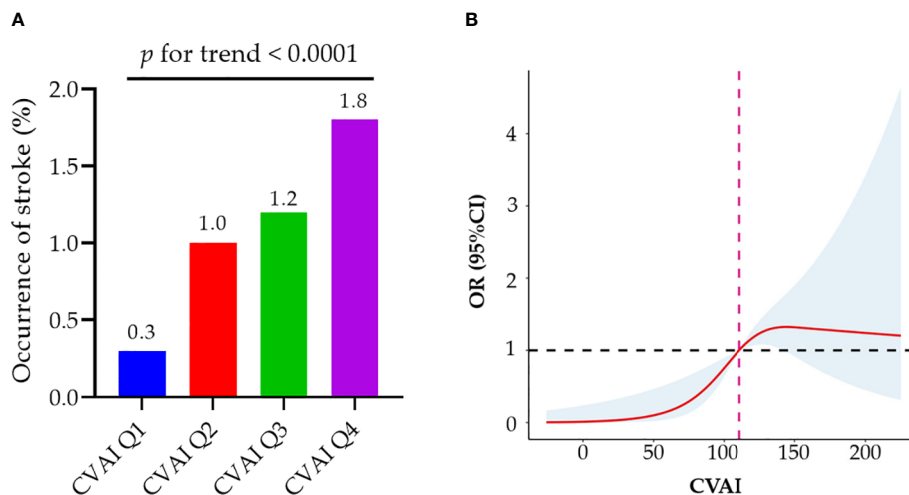 A
p for trend < 0.0001
Occurrence of stroke (%)
2.0
1.5
1.0
0.5
0.0
0.3
1.0
1.2
1.8
CVAI Q1
CVAI Q2
CVAI Q3
CVAI Q4
B
OR (95%CI)
4
3
2
1
0
0
50
100
150
200
CVAI